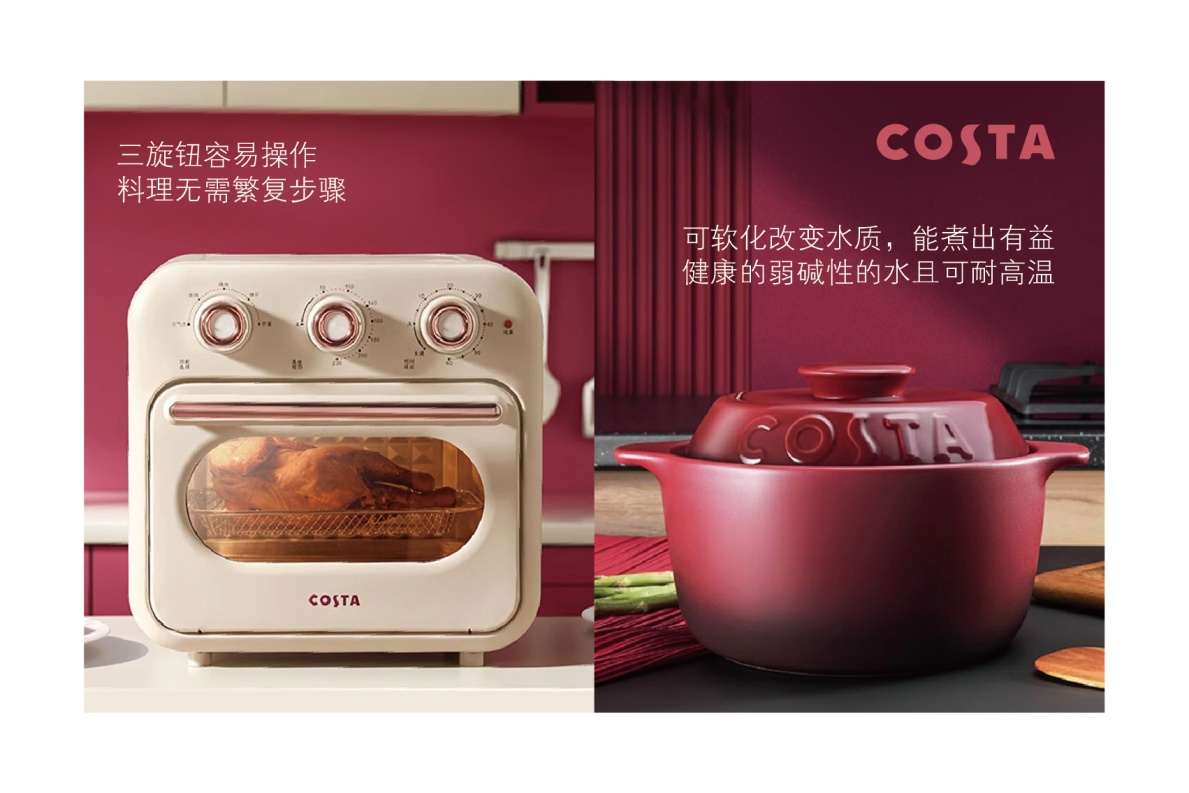 三旋钮容易操作
料理无需繁复步骤
COSTA
COSTA
可软化改变水质，能煮出有益
健康的弱碱性的水且可耐高温
COSTA